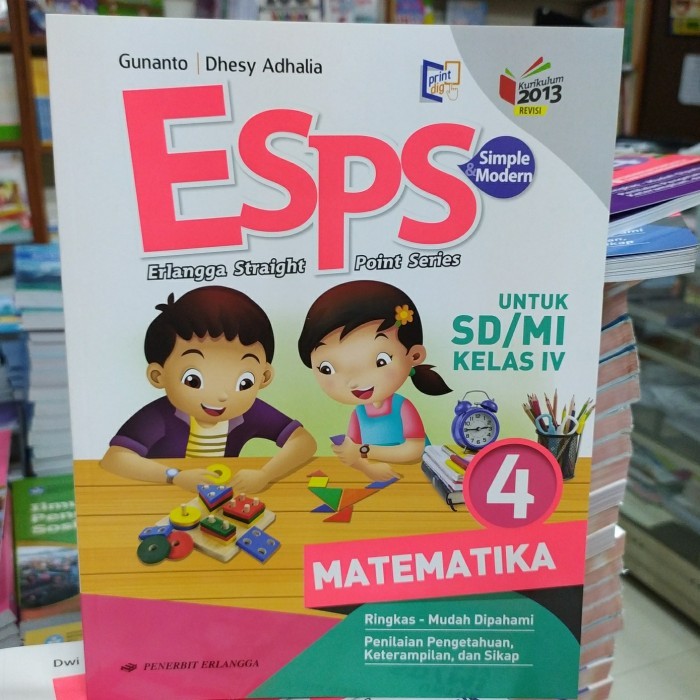 Gunanto | Dhesy Adhalia
print
digi
Kurikulum
2013
REVISI
ESPS
Simple
&Modern
Erlangga Straight Point Series
UNTUK
SD/MI
KELAS IV
4
MATEMATIKA
Ringkas - Mudah Dipahami
Penilaian Pengetahuan,
Keterampilan, dan Sikap
PENERBIT ERLANGGA
Dwi